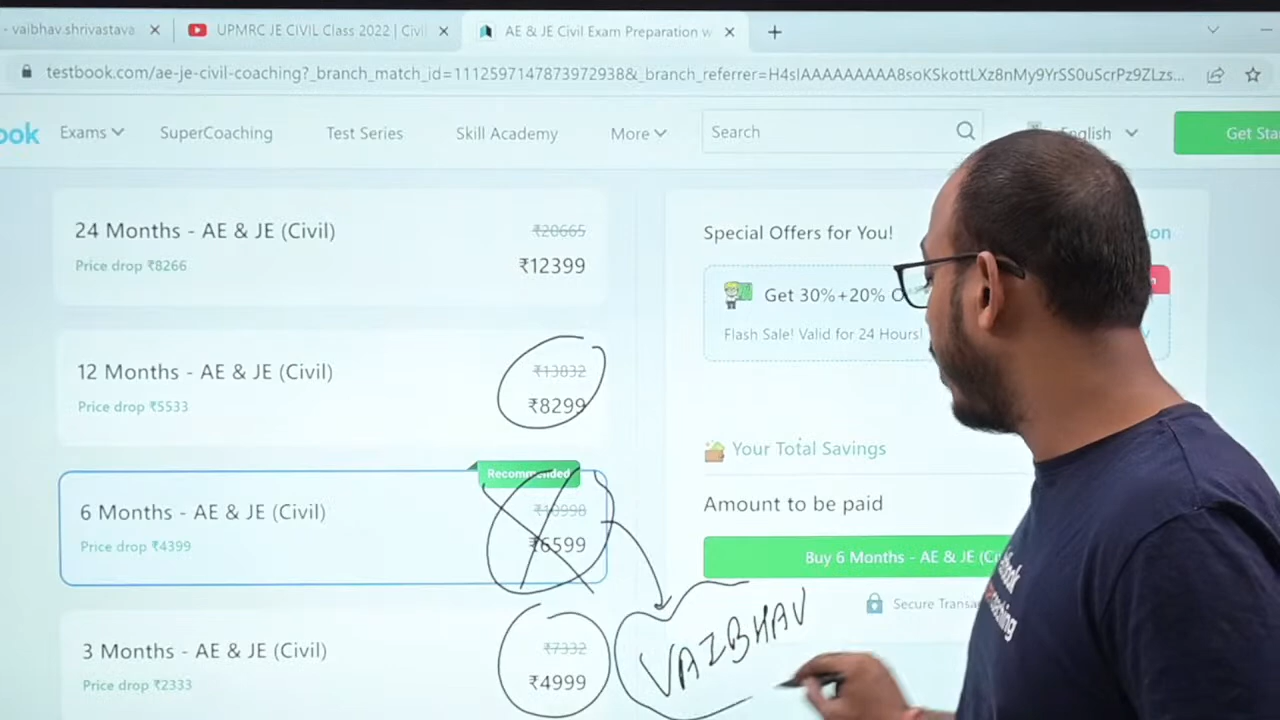 - vaibhav.shrivastava
UPMRC JE CIVIL Class 2022 | Civil
AE & JE Civil Exam Preparation w
testbook.com/ae-je-civil-coaching?_branch_match_id=1112597147873972938&_branch_referrer=H4sIAAAAAAAAA8soKSkottLXz8nMy9YrSS0uScrPz9ZLzs...
ook
Exams
SuperCoaching
Test Series
Skill Academy
More
Search
English
Get Sta
24 Months - AE & JE (Civil)
₹20665
Price drop ₹8266
₹12399
12 Months - AE & JE (Civil)
₹13832
Price drop ₹5533
₹8299
Recommended
6 Months - AE & JE (Civil)
₹10998
Price drop ₹4399
₹6599
3 Months - AE & JE (Civil)
₹7332
Price drop ₹2333
₹4999
VAIBHAV
Special Offers for You!
on
Get 30%+20% O
Flash Sale! Valid for 24 Hours!
Your Total Savings
Amount to be paid
Buy 6 Months - AE & JE (C
Secure Transa